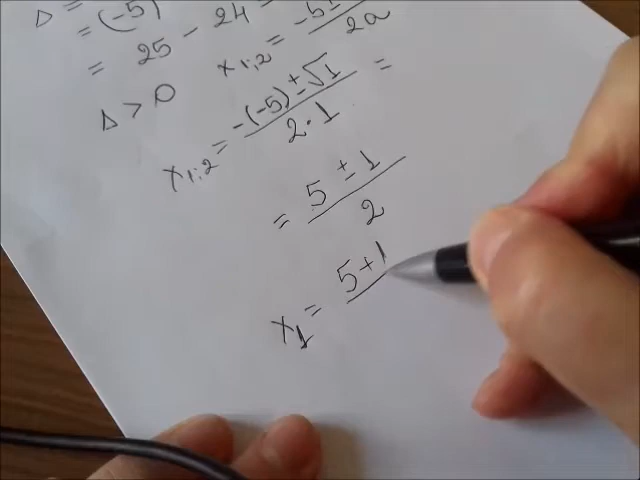 Δ =
= (-5)
= 25 - 24 =
x₁;₂ = -b±/2a
Δ > 0
x₁;₂ = -(-5) ± √1 / 2·1 =
= 5 ± 1 / 2
x₁ = 5+1